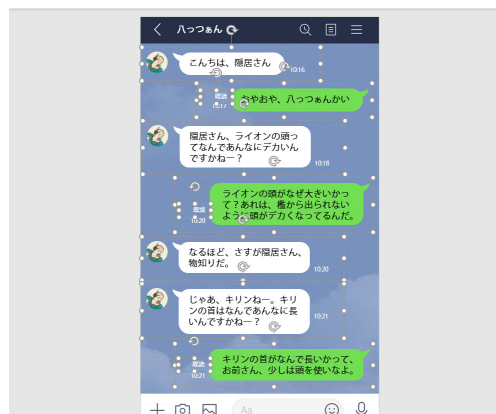 八っつぁん
こんちは、隠居さん
10:16
おやおや、八っつぁんかい
既読
10:17
隠居さん、ライオンの頭っ
てなんであんなにデカいん
ですかねー？
10:18
ライオンの頭がなぜ大きいかっ
て？あれは、檻から出られない
ように頭がデカくなってるんだ。
既読
10:20
なるほど、さすが隠居さん、
物知りだ。
10:20
じゃあ、キリンねー。キリ
ンの首はなんであんなに長
いんですかねー？
10:21
キリンの首がなんで長いかって、
お前さん、少しは頭を使いなよ。
既読
10:21
Aa